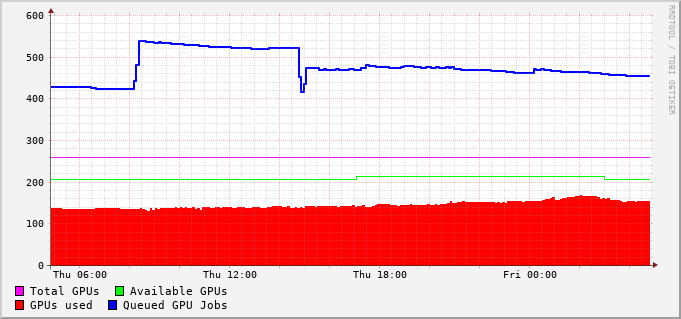 RRDTOOL / TOBI OETIKER
600
500
400
300
200
100
0
Thu 06:00 Thu 12:00 Thu 18:00 Fri 00:00
Total GPUs Available GPUs
GPUs used Queued GPU Jobs